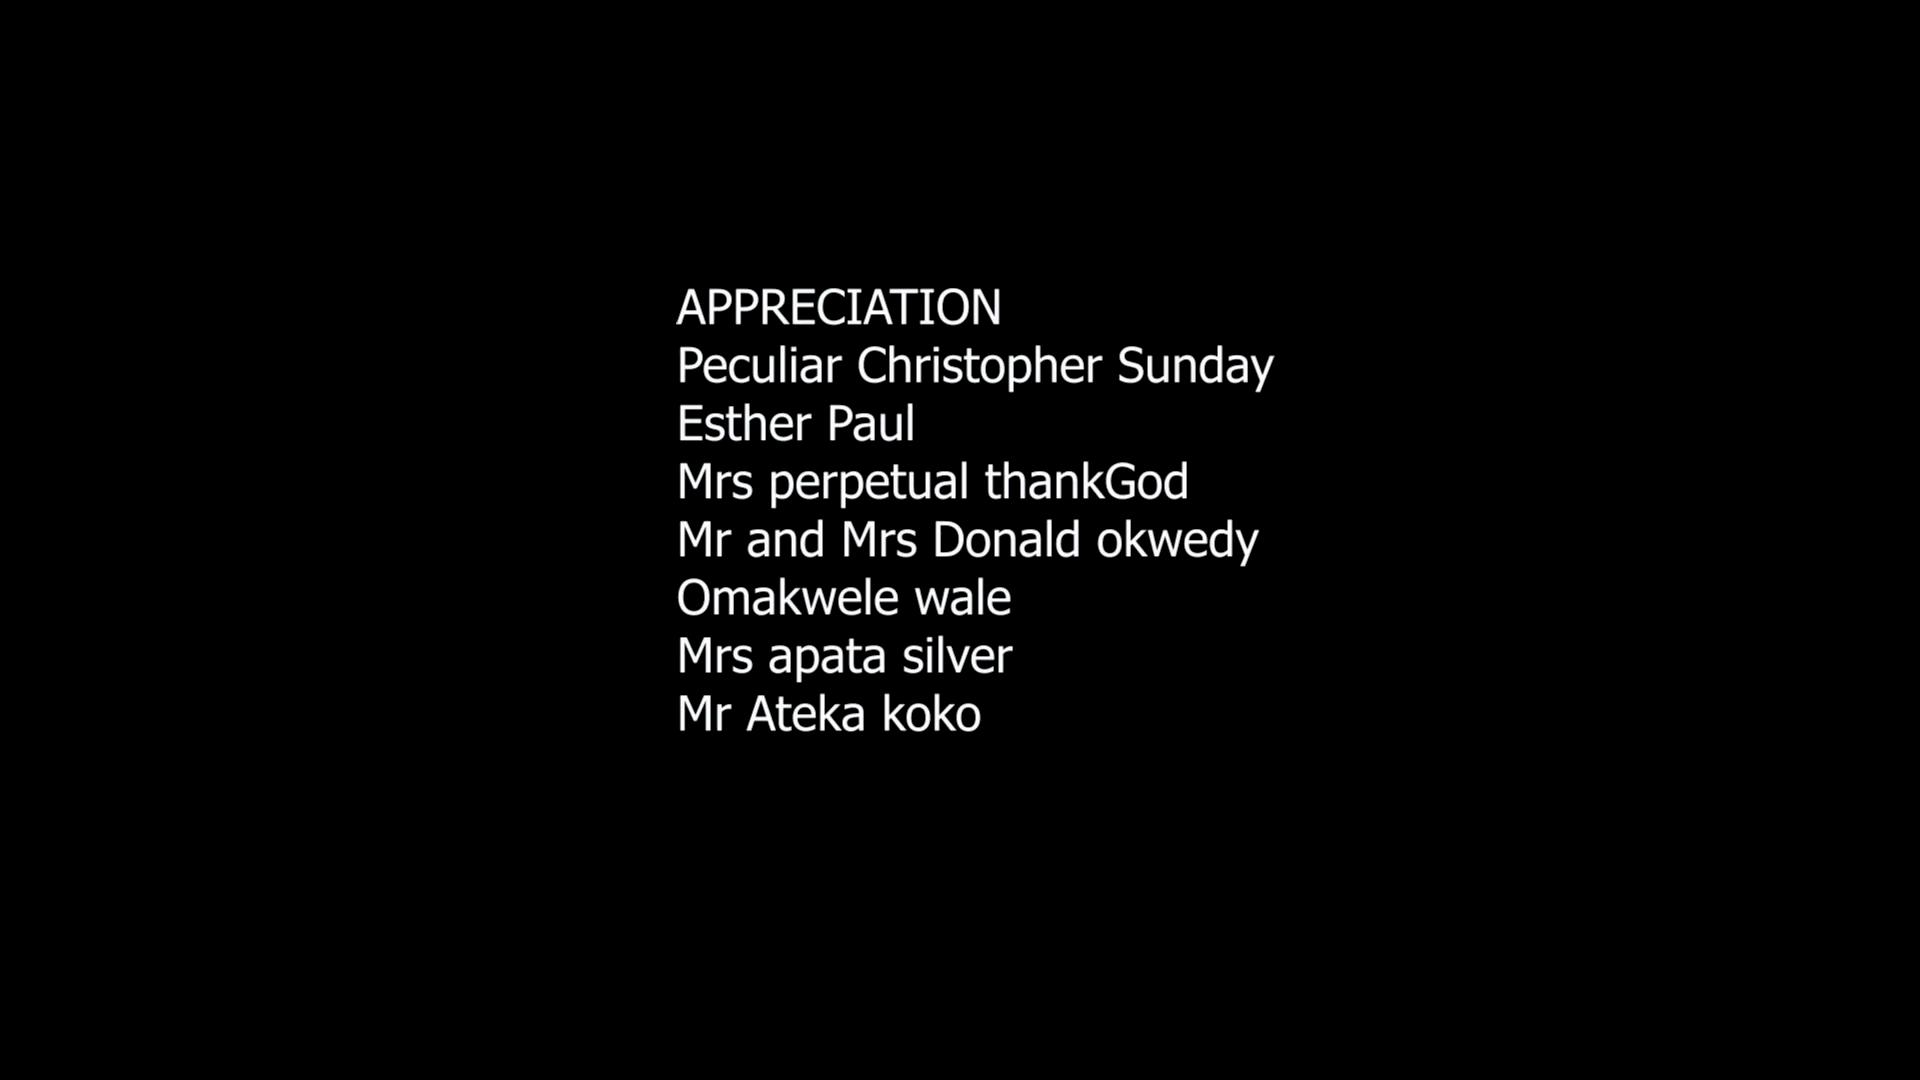 APPRECIATION
Peculiar Christopher Sunday
Esther Paul
Mrs perpetual thankGod
Mr and Mrs Donald okwedy
Omakwele wale
Mrs apata silver
Mr Ateka koko